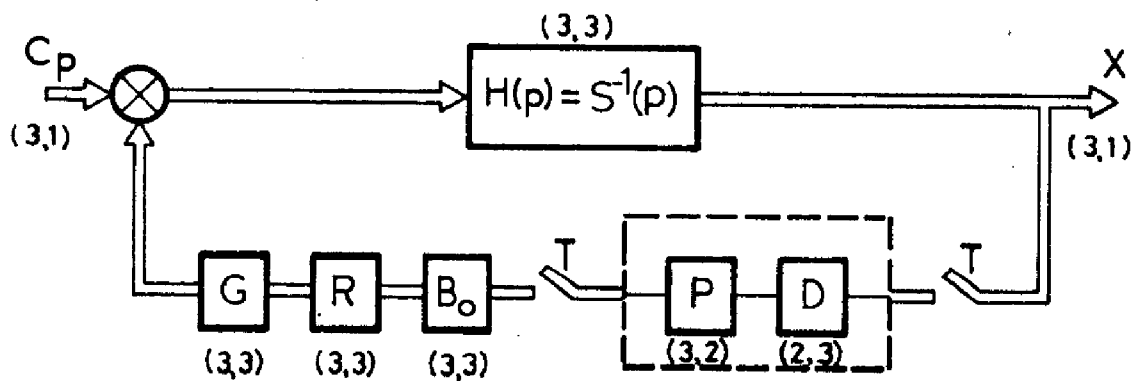 (3,3)
Cp
H(p) = S⁻¹(p)
X
(3,1)
(3,1)
T
T
G
R
Bo
P
D
(3,3)
(3,3)
(3,3)
(3,2)
(2,3)